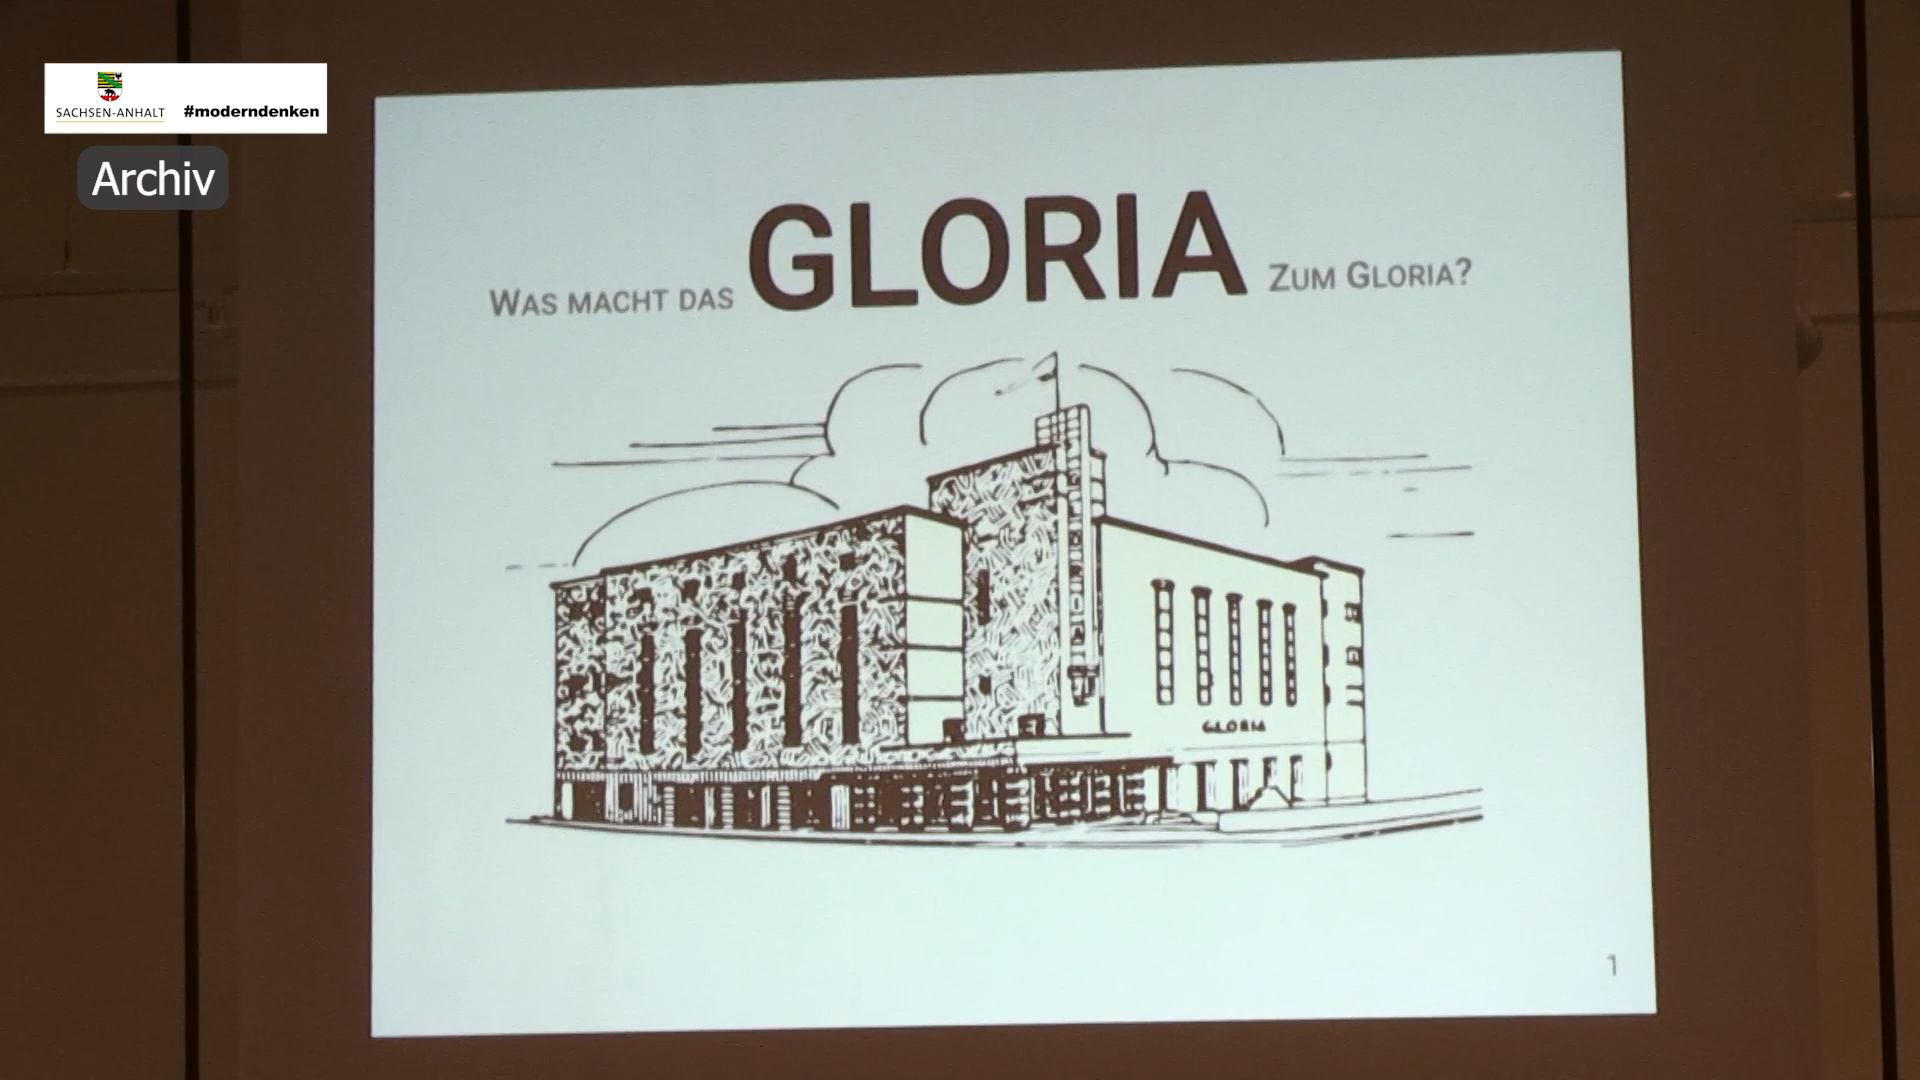 SACHSEN-ANHALT #moderndenken
Archiv
WAS MACHT DAS GLORIA ZUM GLORIA?
GLORIA
1